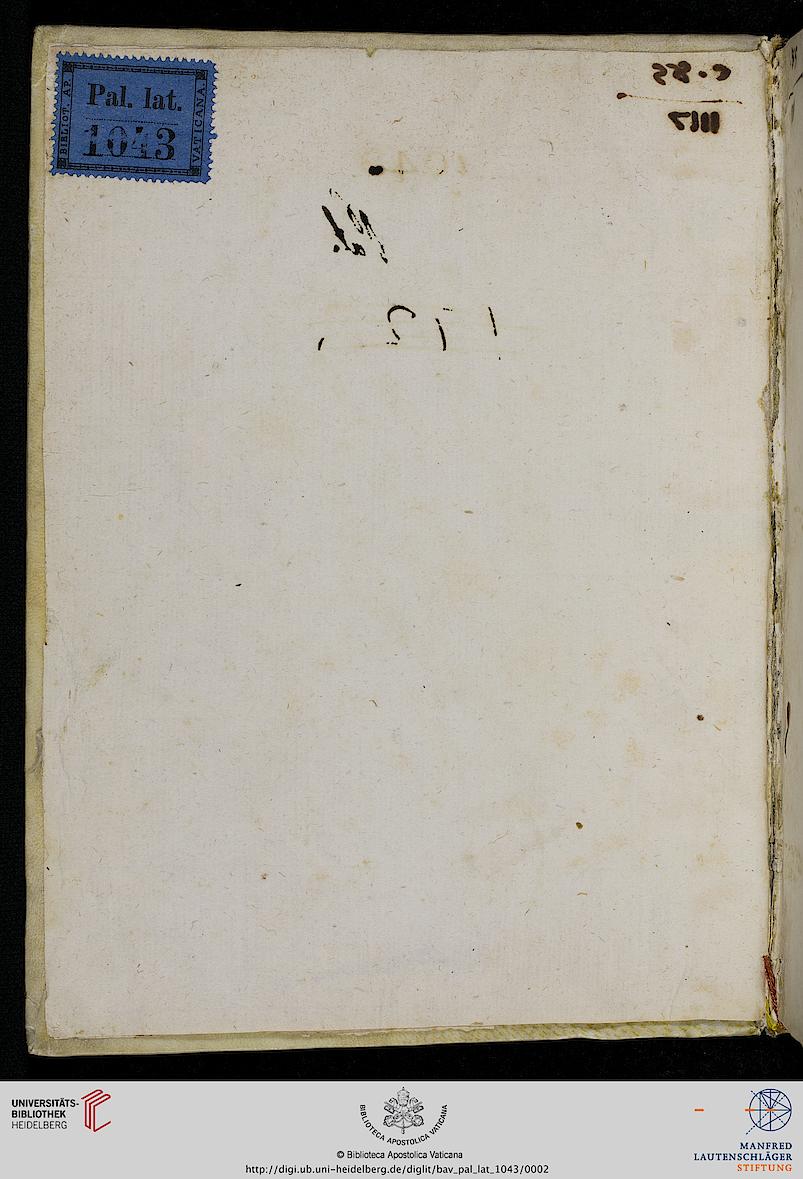 Pal. lat.
1043
BIBLIOT. AP.
VATICANA
UNIVERSITÄTS-
BIBLIOTHEK
HEIDELBERG
BIBLIOTECA APOSTOLICA VATICANA
© Biblioteca Apostolica Vaticana
http://digi.ub.uni-heidelberg.de/diglit/bav_pal_lat_1043/0002
MANFRED
LAUTENSCHLÄGER
STIFTUNG